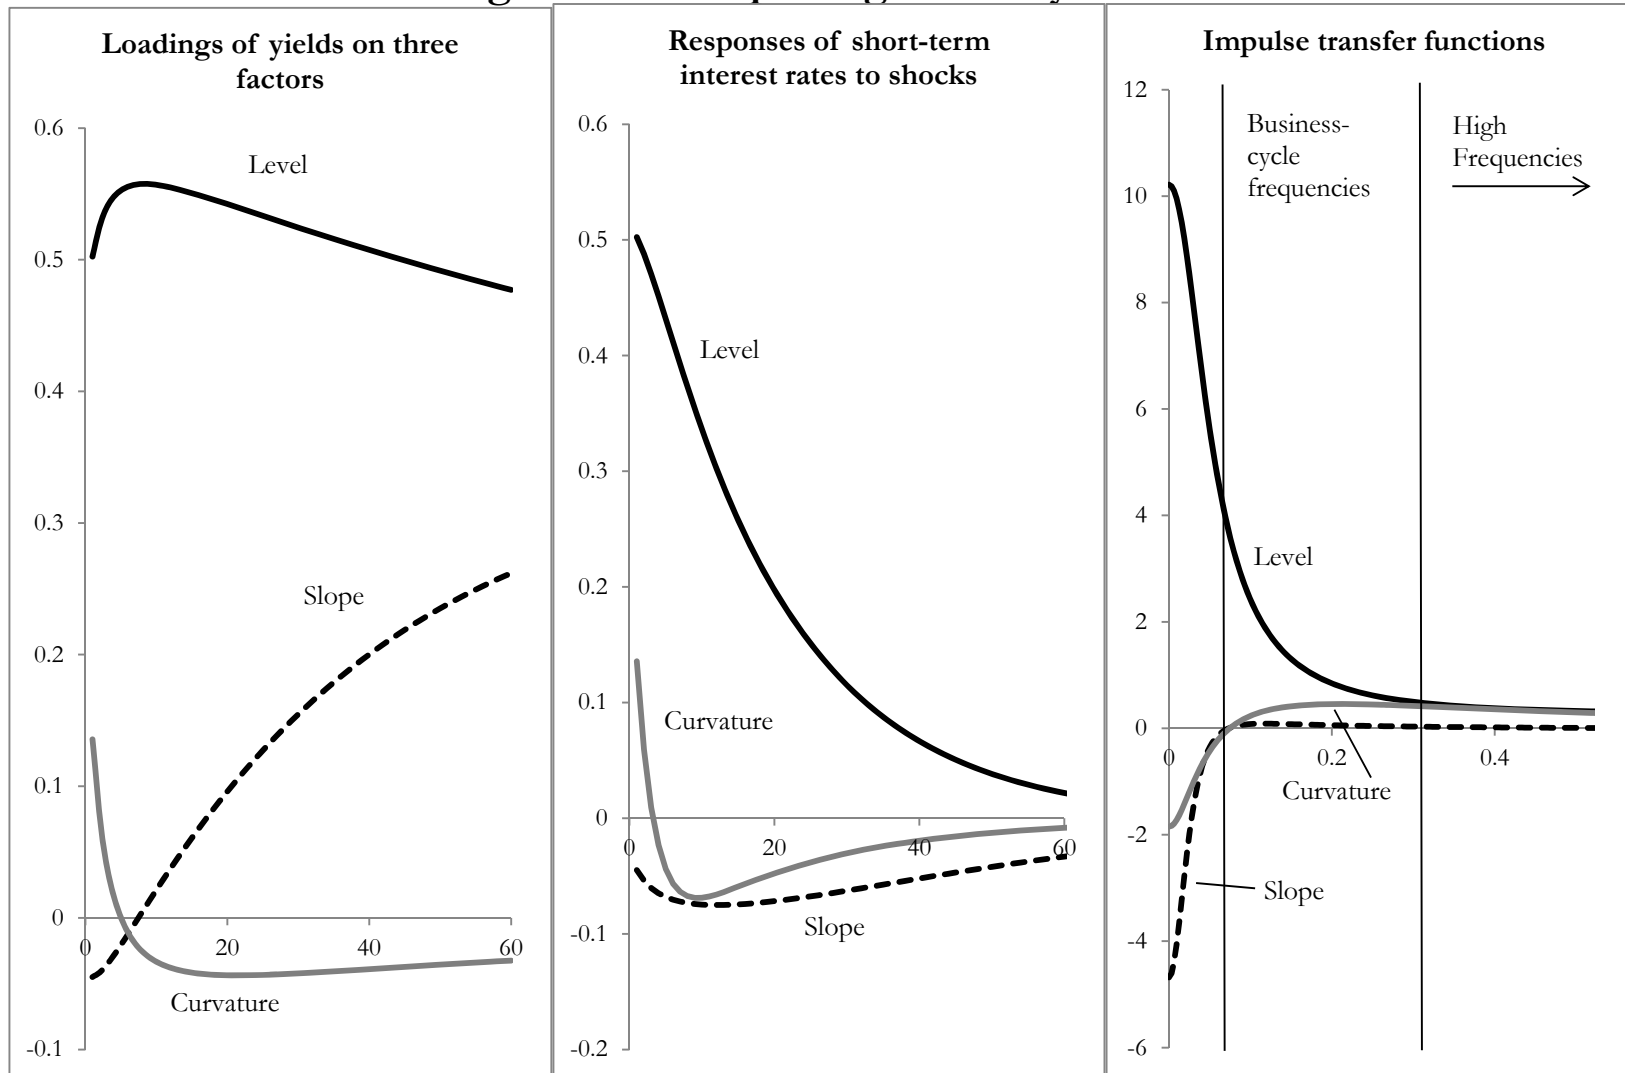 Loadings of yields on three
factors
0.6
0.5
0.4
0.3
0.2
0.1
0
-0.1
0
20
40
60
Level
Slope
Curvature
Responses of short-term
interest rates to shocks
0.6
0.5
0.4
0.3
0.2
0.1
0
-0.1
-0.2
0
20
40
60
Level
Curvature
Slope
Impulse transfer functions
12
10
8
6
4
2
0
-2
-4
-6
0
0.2
0.4
Business-
cycle
frequencies
High
Frequencies
Level
Curvature
Slope